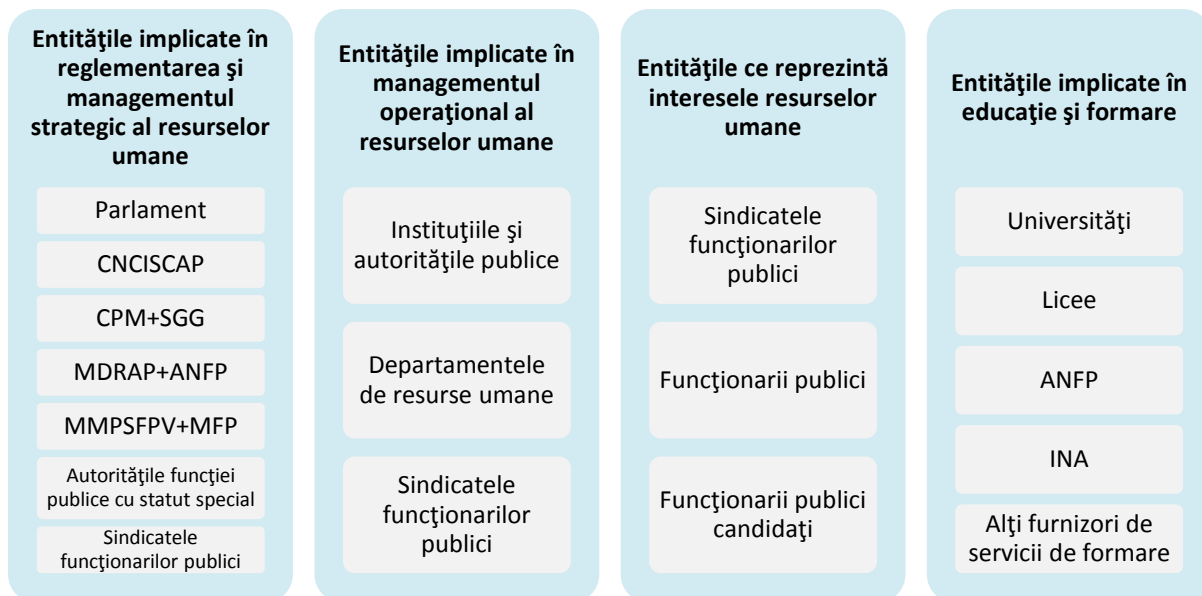 Entităţile implicate în
reglementarea şi
managementul
strategic al resurselor
umane
Parlament
CNCISCAP
CPM+SGG
MDRAP+ANFP
MMPSFPV+MFP
Autorităţile funcţiei
publice cu statut special
Sindicatele
funcţionarilor publici
Entităţile implicate în
managementul
operaţional al
resurselor umane
Instituţiile şi
autorităţile publice
Departamentele
de resurse umane
Sindicatele
funcţionarilor
publici
Entităţile ce reprezintă
interesele resurselor
umane
Sindicatele
funcţionarilor
publici
Funcţionarii publici
Funcţionarii publici
candidaţi
Entităţile implicate în
educaţie şi formare
Universităţi
Licee
ANFP
INA
Alţi furnizori de
servicii de formare